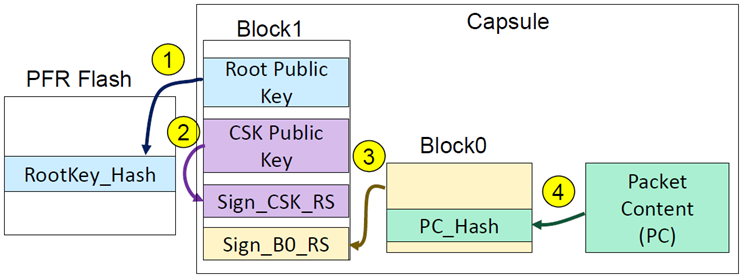 Capsule
Block1
1
Root Public
Key
PFR Flash
2
CSK Public
Key
3
Block0
RootKey_Hash
4
Packet
Content
(PC)
Sign_CSK_RS
PC_Hash
Sign_B0_RS